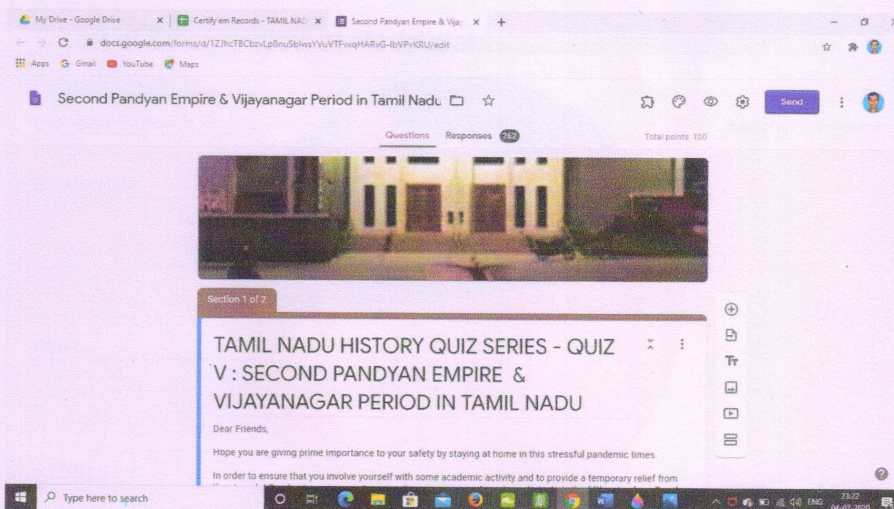 My Drive - Google Drive
Certify'em Records - TAMIL NAD
Second Pandyan Empire & Vija
docs.google.com/forms/d/
/edit
Apps
Gmail
YouTube
Maps
Second Pandyan Empire & Vijayanagar Period in Tamil Nadu
Send
Questions
Responses
262
Total points: 100
Section 1 of 2
TAMIL NADU HISTORY QUIZ SERIES - QUIZ
V : SECOND PANDYAN EMPIRE &
VIJAYANAGAR PERIOD IN TAMIL NADU
Tт
Dear Friends,
Hope you are giving prime importance to your safety by staying at home in this stressful pandemic times.
In order to ensure that you involve yourself with some academic activity and to provide a temporary relief from
Type here to search
ENG
23:22
04-07-2020